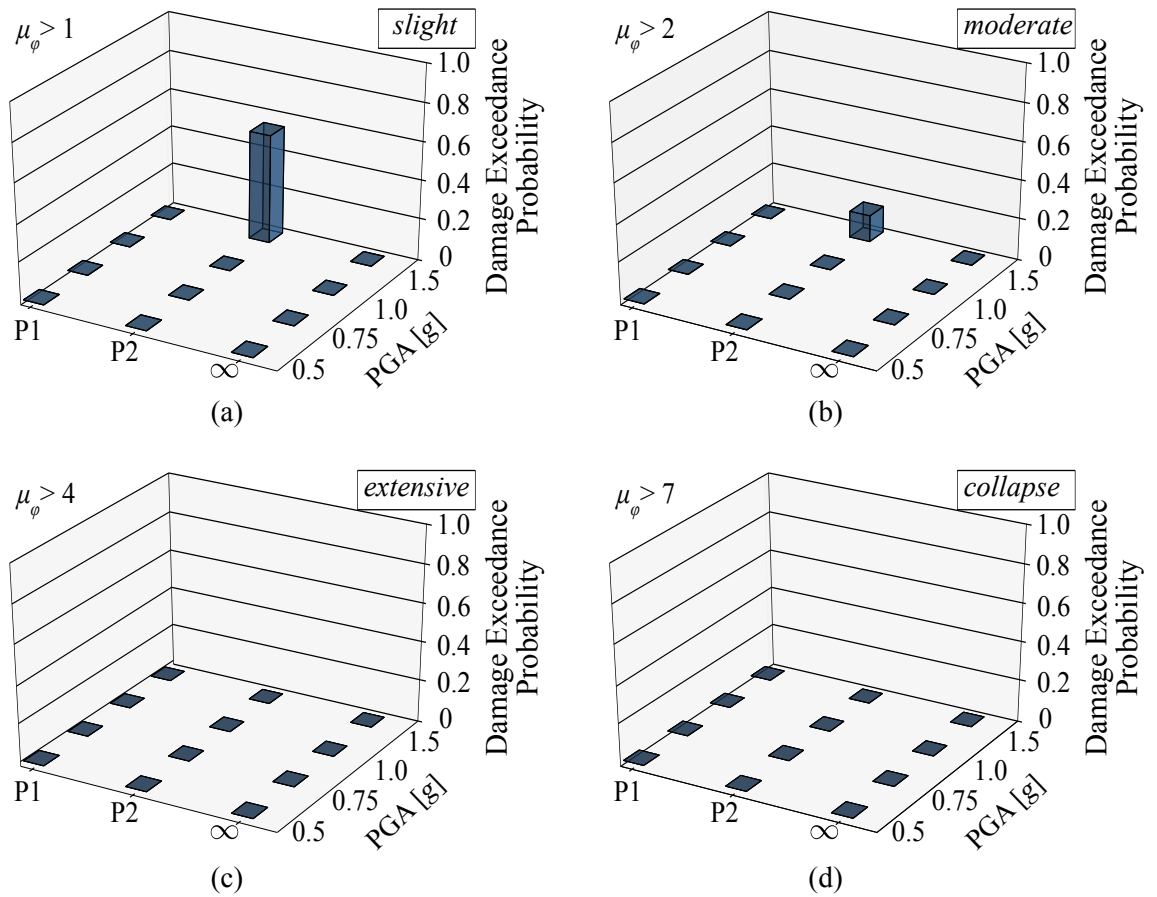 μφ > 1
slight
1.0
0.8
0.6
0.4
0.2
0
Damage Exceedance
Probability
P1
P2
∞
0.5
0.75
1.0
1.5
PGA [g]
(a)
μφ > 2
moderate
1.0
0.8
0.6
0.4
0.2
0
Damage Exceedance
Probability
P1
P2
∞
0.5
0.75
1.0
1.5
PGA [g]
(b)
μφ > 4
extensive
1.0
0.8
0.6
0.4
0.2
0
Damage Exceedance
Probability
P1
P2
∞
0.5
0.75
1.0
1.5
PGA [g]
(c)
μφ > 7
collapse
1.0
0.8
0.6
0.4
0.2
0
Damage Exceedance
Probability
P1
P2
∞
0.5
0.75
1.0
1.5
PGA [g]
(d)